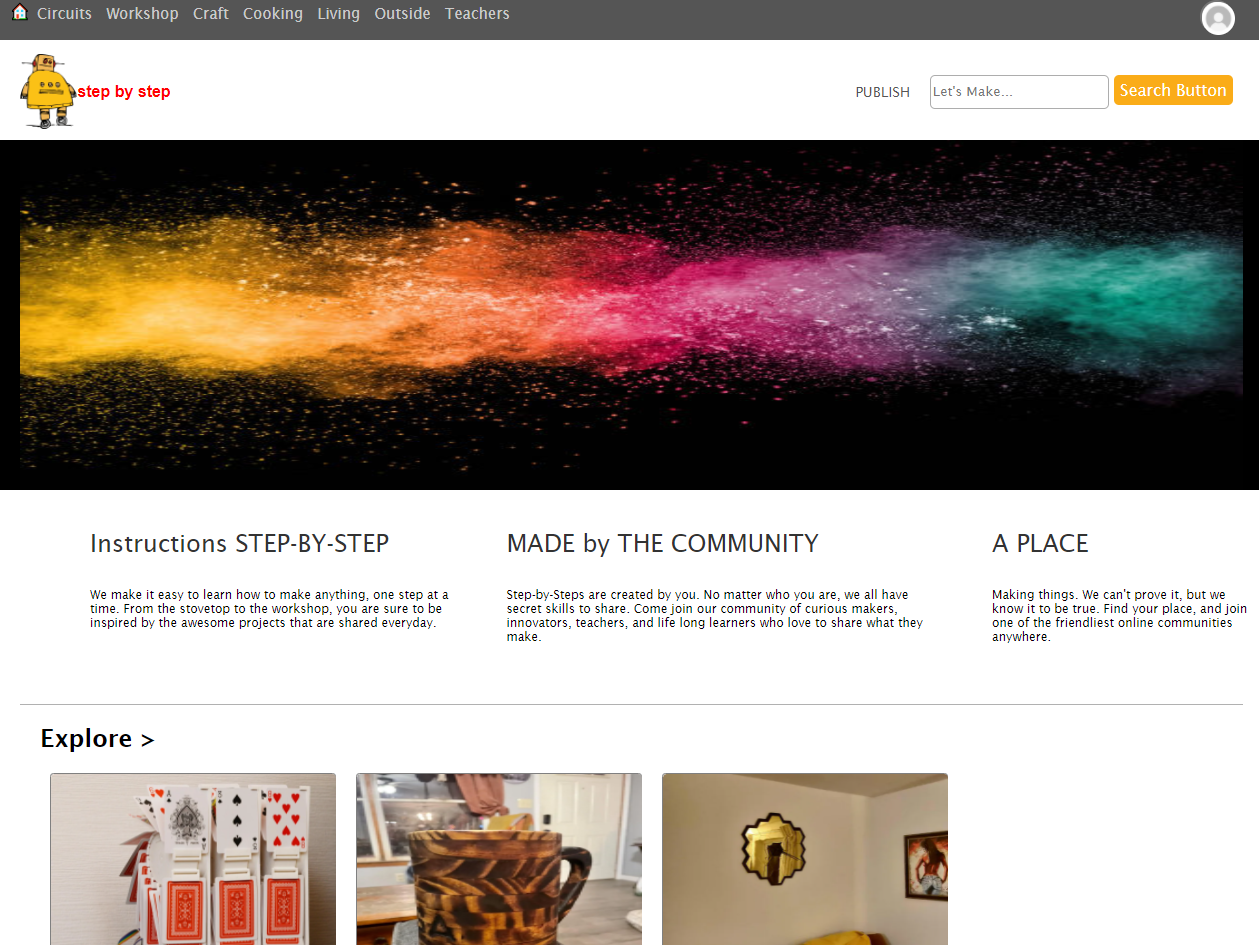 Circuits Workshop Craft Cooking Living Outside Teachers
step by step
PUBLISH
Let's Make...
Search Button
Instructions STEP-BY-STEP
We make it easy to learn how to make anything, one step at a
time. From the stovetop to the workshop, you are sure to be
inspired by the awesome projects that are shared everyday.
MADE by THE COMMUNITY
Step-by-Steps are created by you. No matter who you are, we all have
secret skills to share. Come join our community of curious makers,
innovators, teachers, and life long learners who love to share what they
make.
A PLACE
Making things. We can't prove it, but we
know it to be true. Find your place, and join
one of the friendliest online communities
anywhere.
Explore >